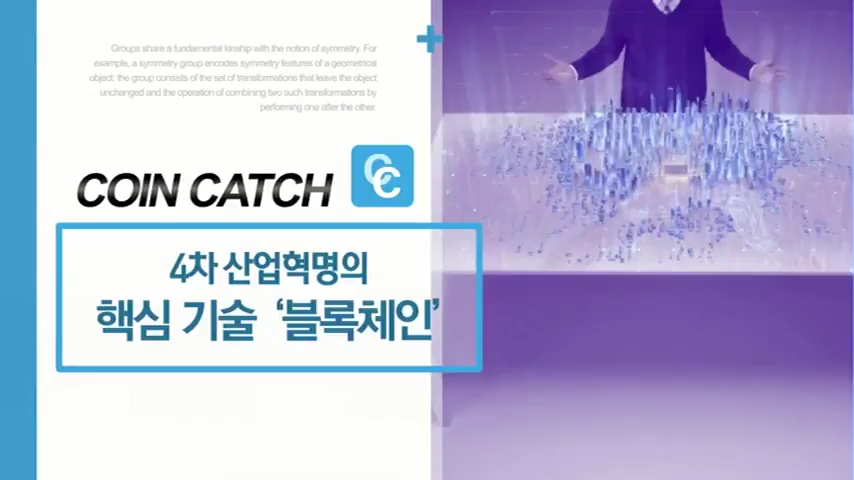 Groups share a fundamental kinship with the notion of symmetry. For
example, a symmetry group encodes symmetry features of a geometrical
object: the group consists of the set of transformations that leave the object
unchanged and the operation of combining two such transformations by
performing one after the other.
COIN CATCH
CC
4차 산업혁명의
핵심 기술 ‘블록체인’